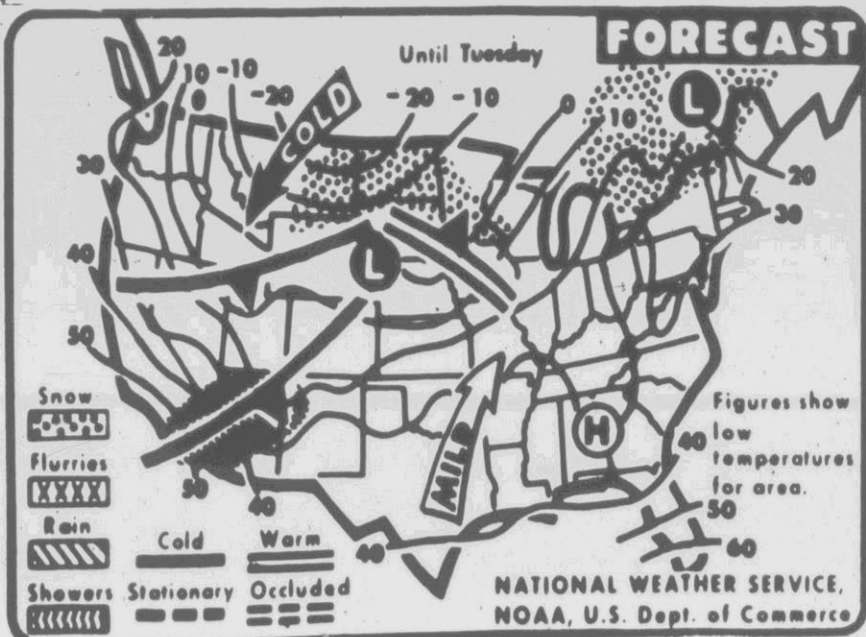 FORECAST
Until Tuesday
20
20
10
-10
0
-20
-20
-10
0
10
COLD
L
30
20
30
L
40
50
Snow
Flurries
Rain
Showers
Cold
Warm
Stationary
Occluded
50
40
MILD
H
40
Figures show
low
temperatures
for area.
40
50
60
NATIONAL WEATHER SERVICE,
NOAA, U.S. Dept. of Commerce